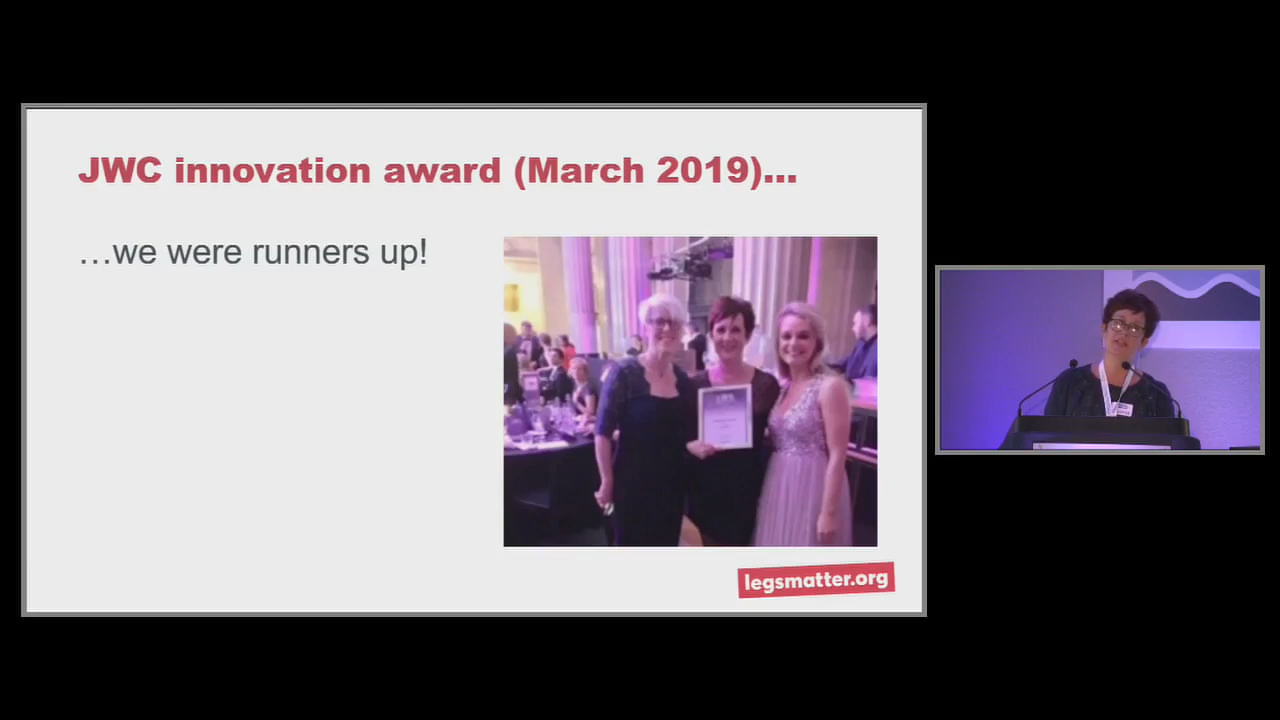 JWC innovation award (March 2019)...
...we were runners up!
legsmatter.org